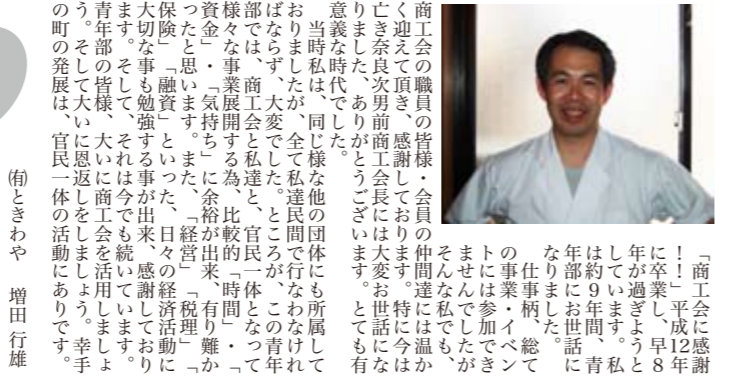 「商工会に感謝
！！」平成12年
に卒業し、早８
年が過ぎようと
しています。私
は約９年間、青
年部にお世話に
なりました。
仕事柄、総て
の事業・イベン
トには参加でき
ませんでしたが
そんな私でも、
商工会の職員の皆様・会員の仲間達には温か
く迎えて頂き、感謝しております。特に今は
亡き奈良次男前商工会長には大変お世話にな
りました、ありがとうございます。とても有
意義な時代でした。
当時私は、同じ様な他の団体にも所属して
おりましたが、全て私達民間で行なわなけれ
ばならず、大変でした。ところが、この青年
部では、商工会と私達と、官民一体となって
様々な事業展開する為、比較的「時間」・「
資金」・「気持ち」に余裕が出来、有り難か
ったと思います。また、「経営」「税理」「
保険」「融資」といった、日々の経済活動に
大切な事も勉強する事が出来、感謝しており
ます。そして、それは今でも続いています。
青年部の皆様、大いに商工会を活用しましょ
う。そして大いに恩返しをしましょう。幸手
の町の発展は、官民一体の活動にありです。
㈲ときわや　増田 行雄